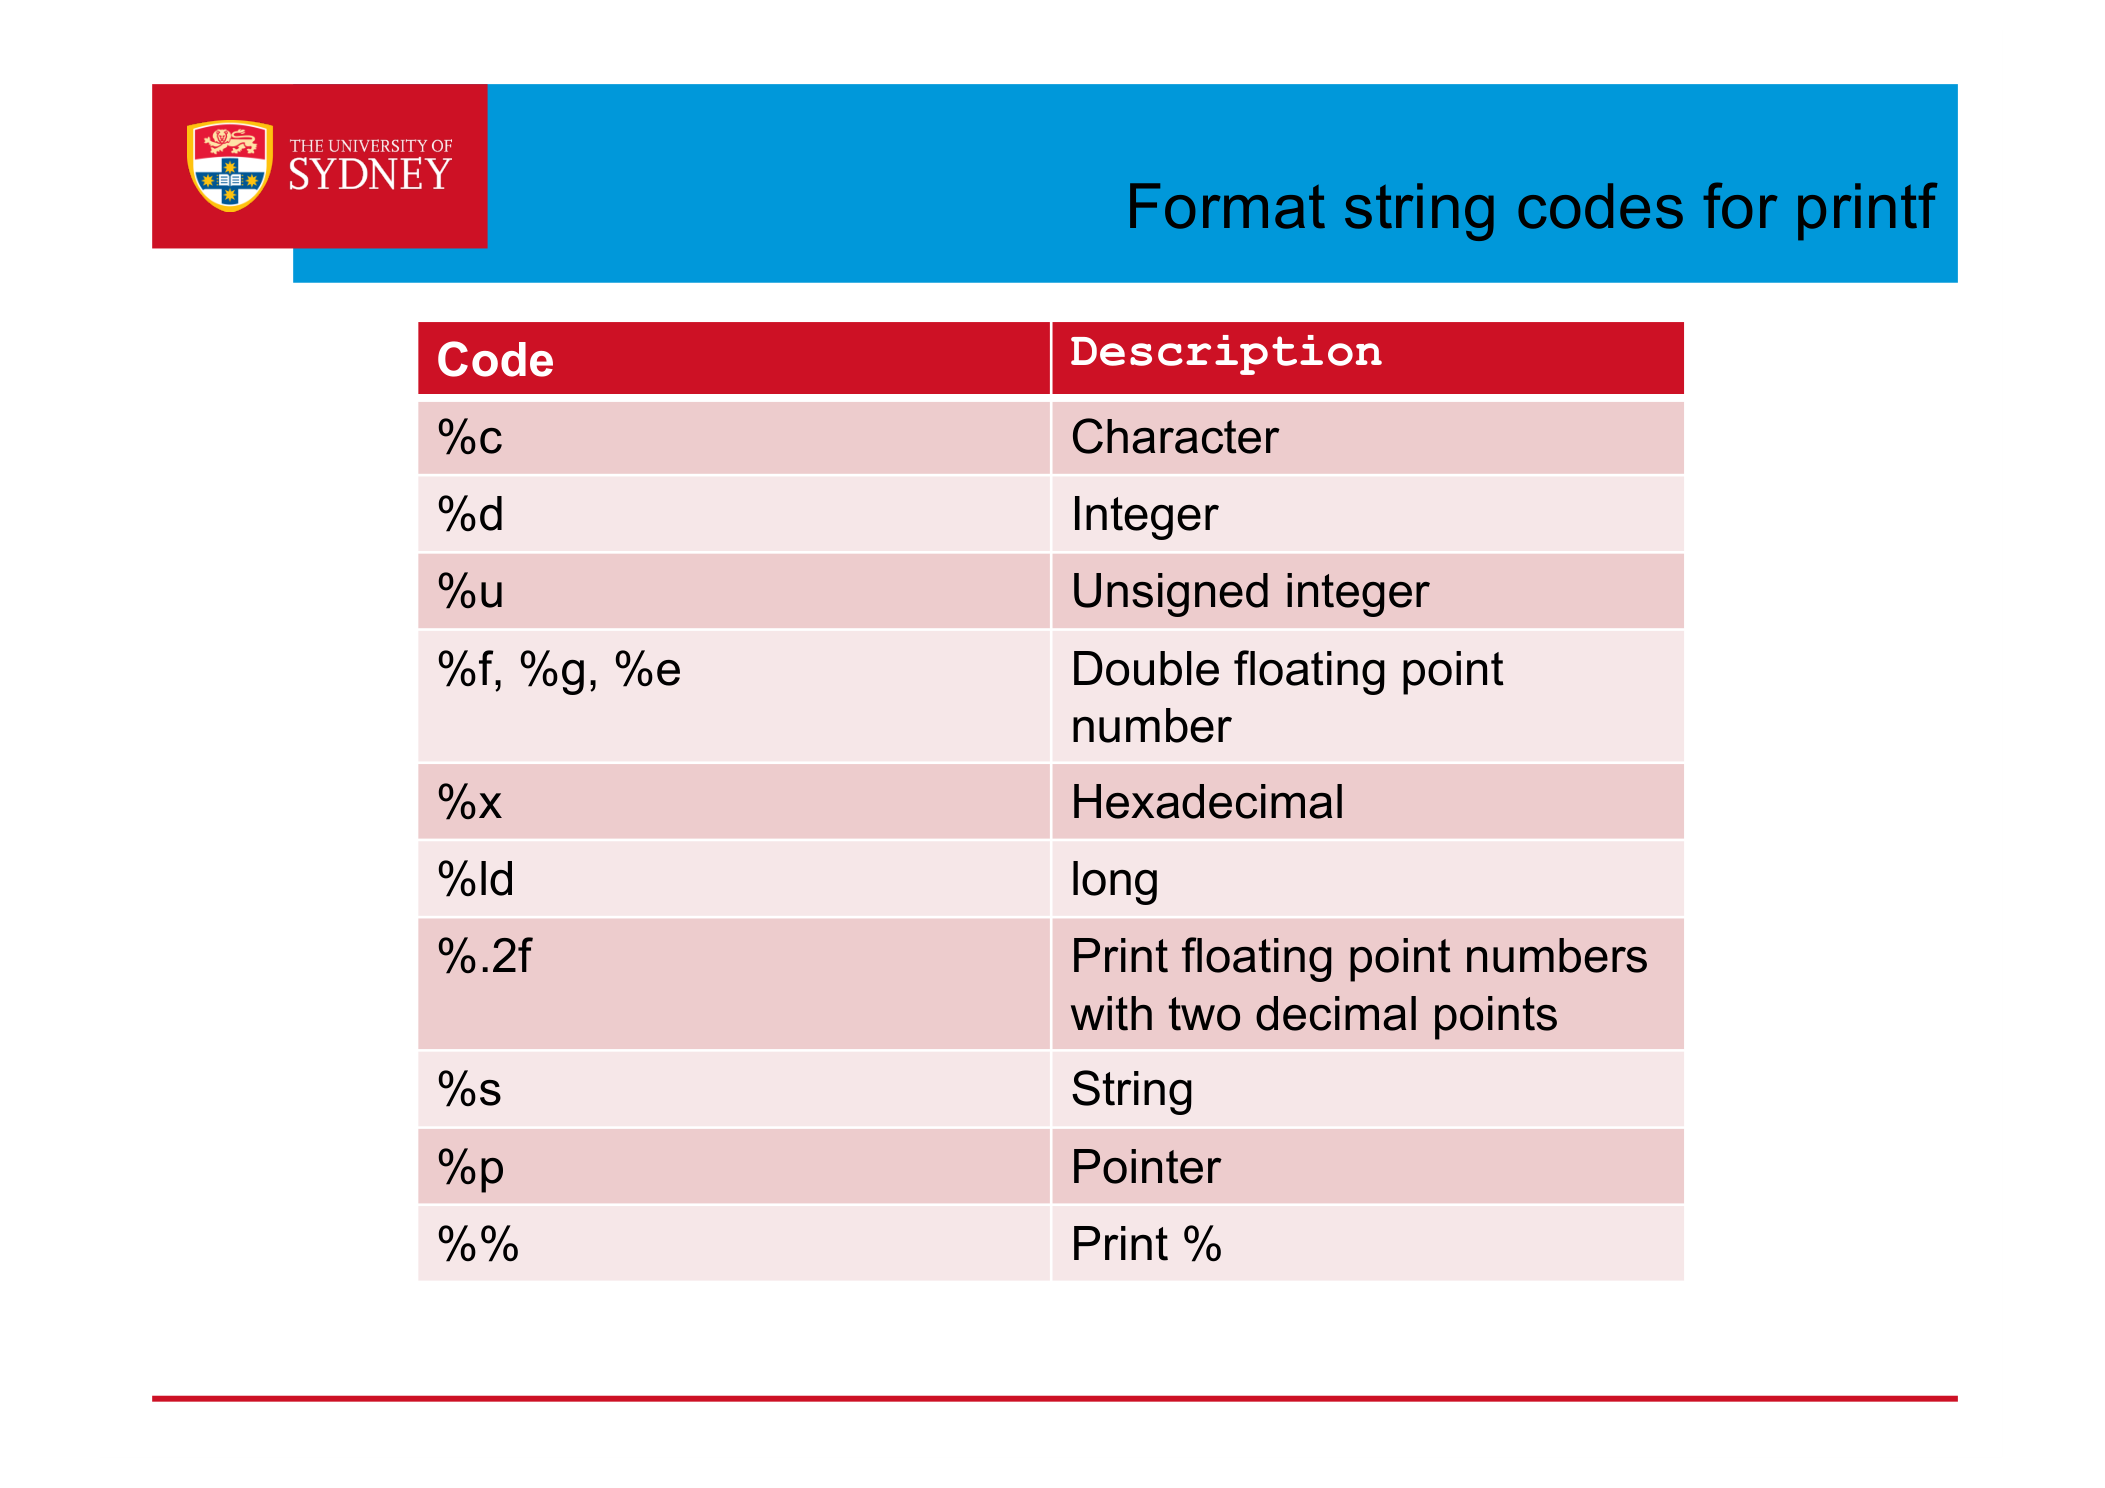 THE UNIVERSITY OF
SYDNEY
Format string codes for printf
Code Description
%c Character
%d Integer
%u Unsigned integer
%f, %g, %e Double floating point
number
%x Hexadecimal
%ld long
%.2f Print floating point numbers
with two decimal points
%s String
%p Pointer
%% Print %